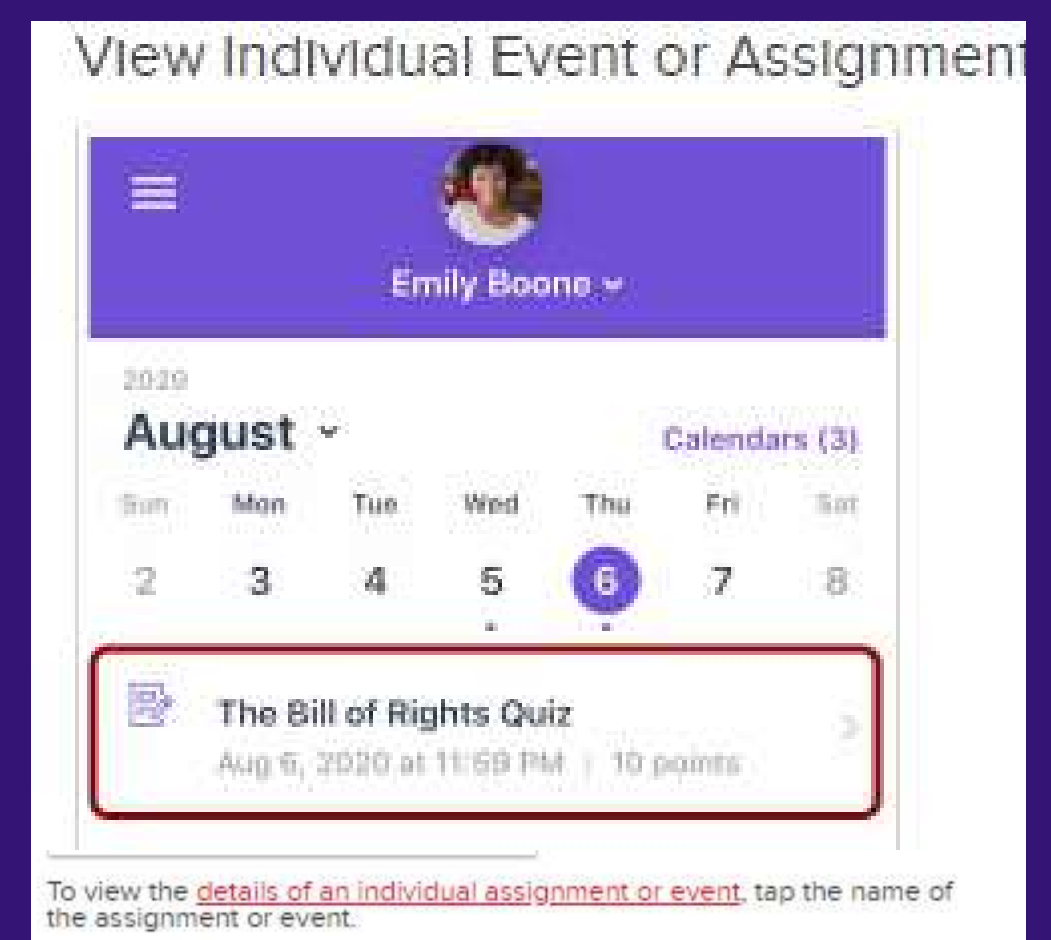 View Individual Event or Assignment
Emily Boone
2020
August
Calendars (3)
Sun Mon Tue Wed Thu Fri Sat
2 3 4 5 6 7 8
The Bill of Rights Quiz
Aug 6, 2020 at 11:59 PM | 10 points
To view the details of an individual assignment or event, tap the name of
the assignment or event.